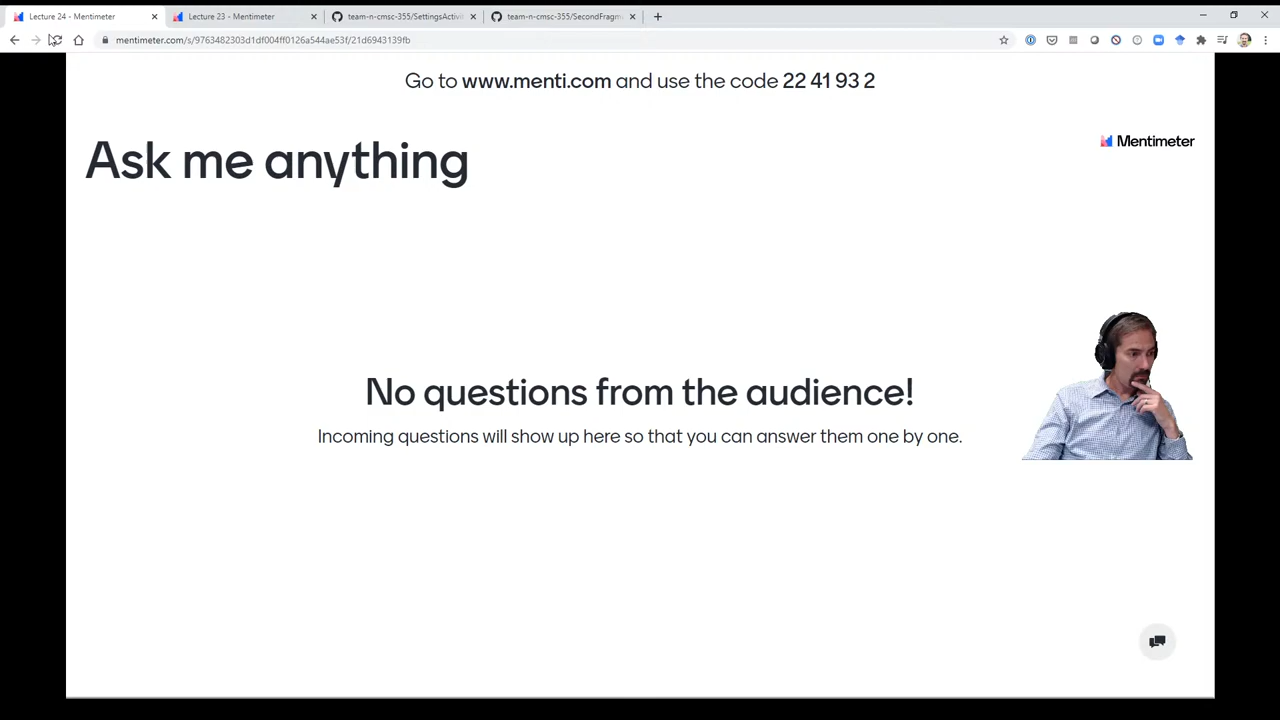 Lecture 24 - Mentimeter
Lecture 23 - Mentimeter
team-n-cmsc-355/SettingsActivit
team-n-cmsc-355/SecondFragm
mentimeter.com/s/9763482303d1df004ff0126a544ae53f/21d6943139fb
Go to www.menti.com and use the code 22 41 93 2
Ask me anything
Mentimeter
No questions from the audience!
Incoming questions will show up here so that you can answer them one by one.